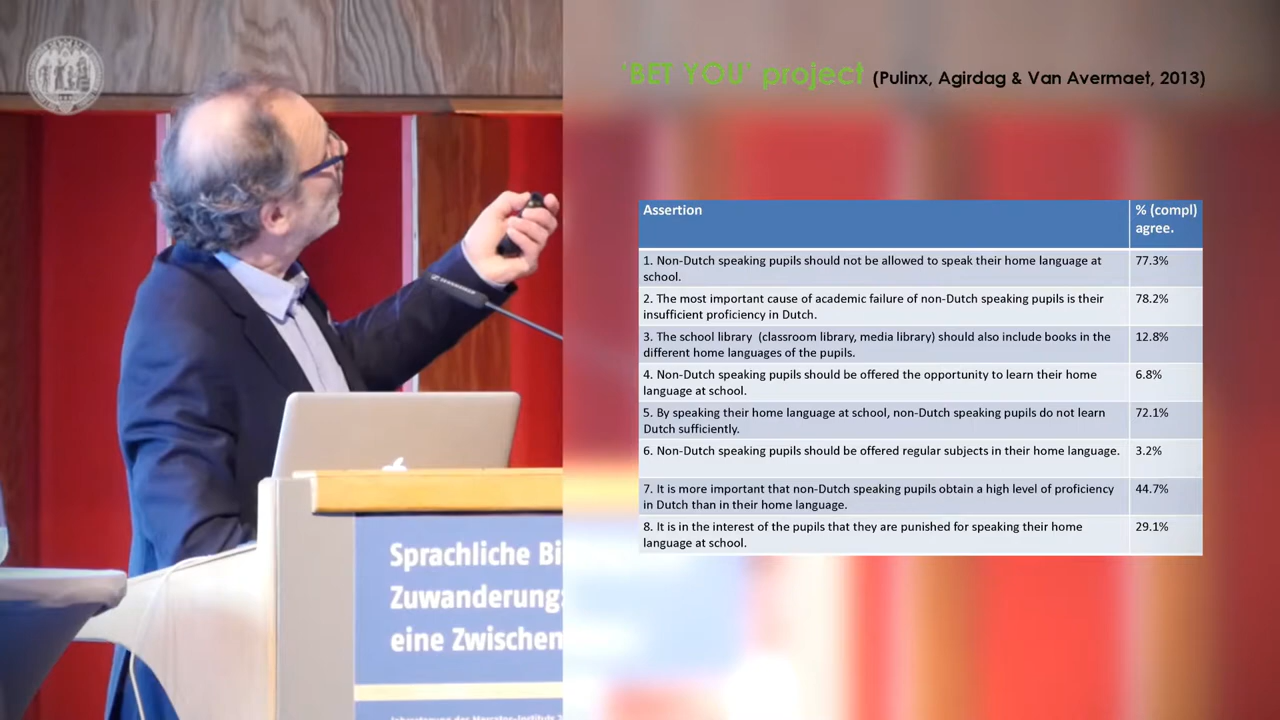 'BET YOU' project (Pulinx, Agirdag & Van Avermaet, 2013)
Assertion
% (compl)
agree.
1. Non-Dutch speaking pupils should not be allowed to speak their home language at
school.
77.3%
2. The most important cause of academic failure of non-Dutch speaking pupils is their
insufficient proficiency in Dutch.
78.2%
3. The school library (classroom library, media library) should also include books in the
different home languages of the pupils.
12.8%
4. Non-Dutch speaking pupils should be offered the opportunity to learn their home
language at school.
6.8%
5. By speaking their home language at school, non-Dutch speaking pupils do not learn
Dutch sufficiently.
72.1%
6. Non-Dutch speaking pupils should be offered regular subjects in their home language.
3.2%
7. It is more important that non-Dutch speaking pupils obtain a high level of proficiency
in Dutch than in their home language.
44.7%
8. It is in the interest of the pupils that they are punished for speaking their home
language at school.
29.1%
SENNHEISER
Sprachliche Bi
Zuwanderung:
eine Zwischen